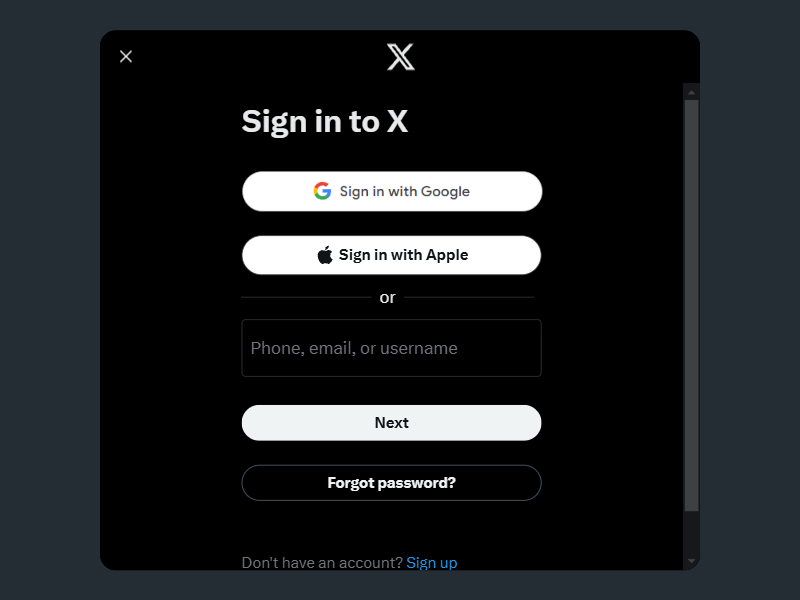 Sign in to X
Sign in with Google
Sign in with Apple
or
Phone, email, or username
Next
Forgot password?
Don't have an account? Sign up